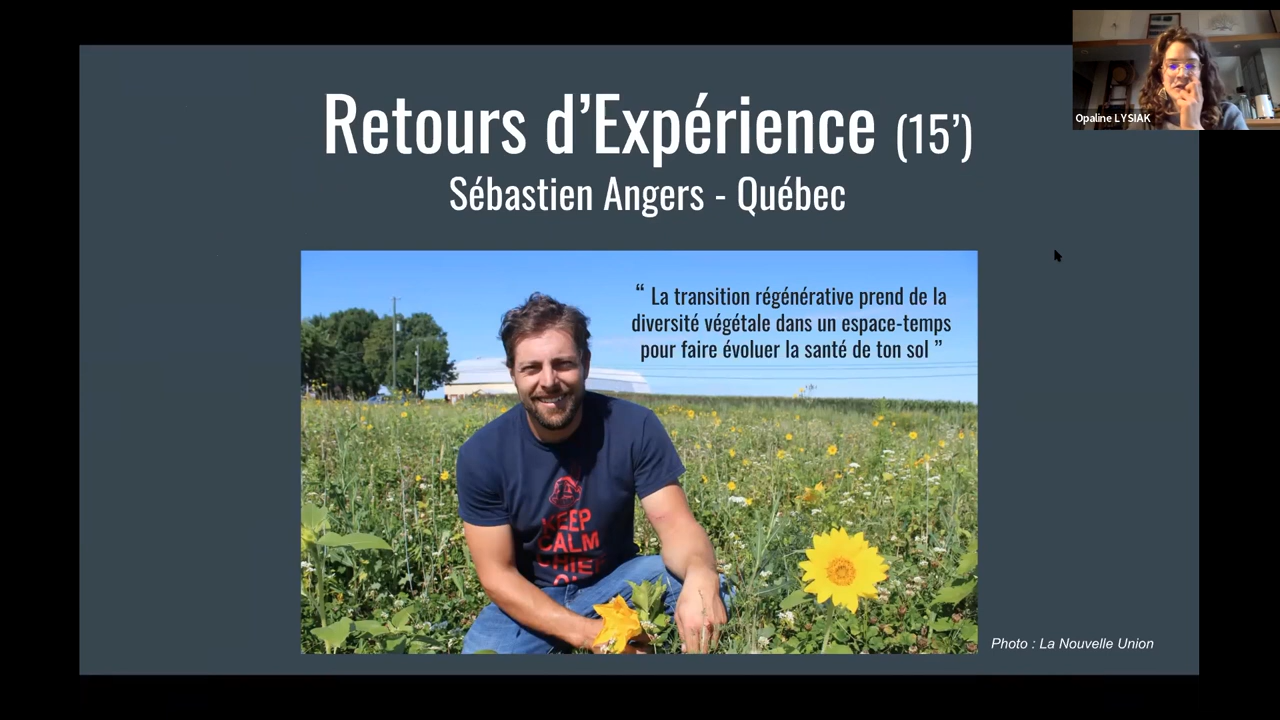 Retours d’Expérience (15’)
Sébastien Angers - Québec
Opaline LYSIAK
“ La transition régénérative prend de la
diversité végétale dans un espace-temps
pour faire évoluer la santé de ton sol ”
KEEP
CALM
Photo : La Nouvelle Union